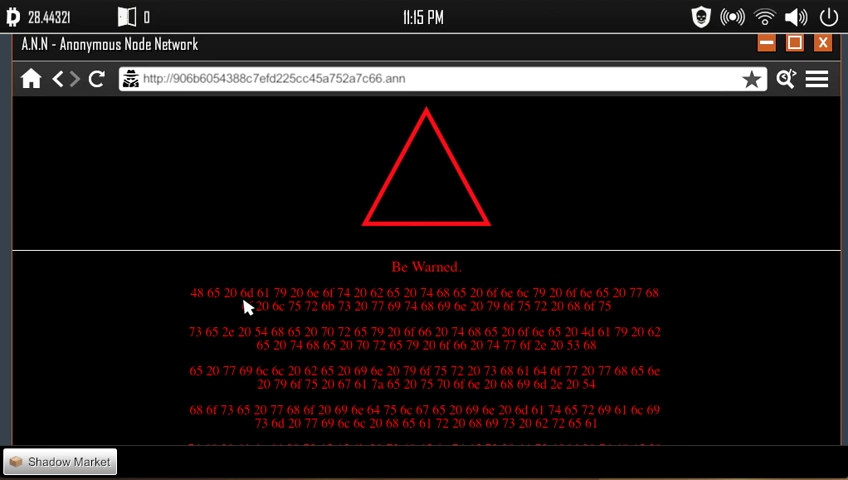 28.44321
0
11:15 PM
A.N.N - Anonymous Node Network
http://906b6054388c7efd225cc45a752a7c66.ann
Be Warned.
48 65 20 6d 61 79 20 6e 6f 74 20 62 65 20 74 68 65 20 6f 6e 6c 79 20 6f 6e 65 20 77 68
20 6c 75 72 6b 73 20 77 69 74 68 69 6e 20 79 6f 75 72 20 68 6f 75
73 65 2e 20 54 68 65 20 70 72 65 79 20 6f 66 20 74 68 65 20 6f 6e 65 20 4d 61 79 20 62
65 20 74 68 65 20 70 72 65 79 20 6f 66 20 74 77 6f 2e 20 53 68
65 20 77 69 6c 6c 20 62 65 20 69 6e 20 79 6f 75 72 20 73 68 61 64 6f 77 20 77 68 65 6e
20 79 6f 75 20 67 61 7a 65 20 75 70 6f 6e 20 68 69 6d 2e 20 54
68 6f 73 65 20 77 68 6f 20 69 6e 64 75 6c 67 65 20 69 6e 20 6d 61 74 65 72 69 61 6c 69
73 6d 20 77 69 6c 6c 20 68 65 61 72 20 68 69 73 20 62 72 65 61
Shadow Market